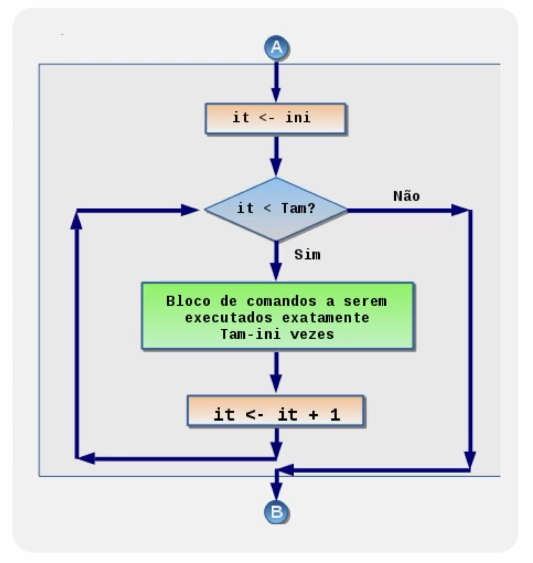 A
it <- ini
it < Tam?
Não
Sim
Bloco de comandos a serem
executados exatamente
Tam-ini vezes
it <- it + 1
B